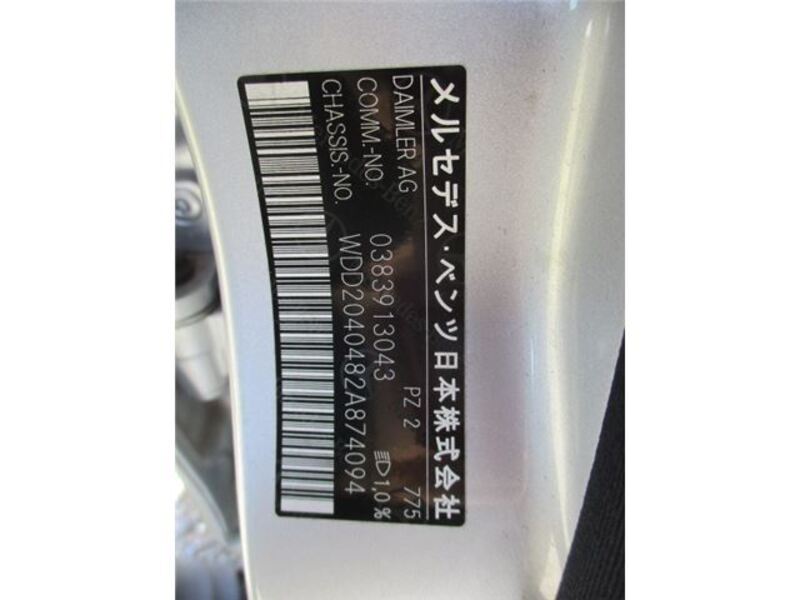 メルセデス・ベンツ日本株式会社
DAIMLER AG PZ 2 775
COMM.-NO. 0383913043 1,0%
CHASSIS.-NO. WDD2040482A874094